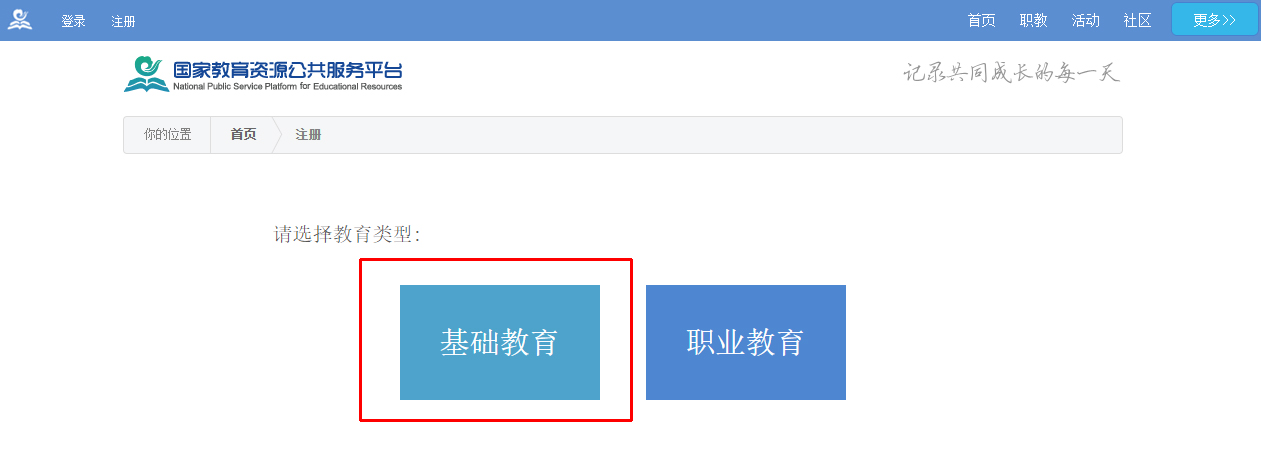 登录 注册 首页 职教 活动 社区 更多>>
国家教育资源公共服务平台
National Public Service Platform for Educational Resources
记录共同成长的每一天
你的位置 首页 注册
请选择教育类型:
基础教育 职业教育